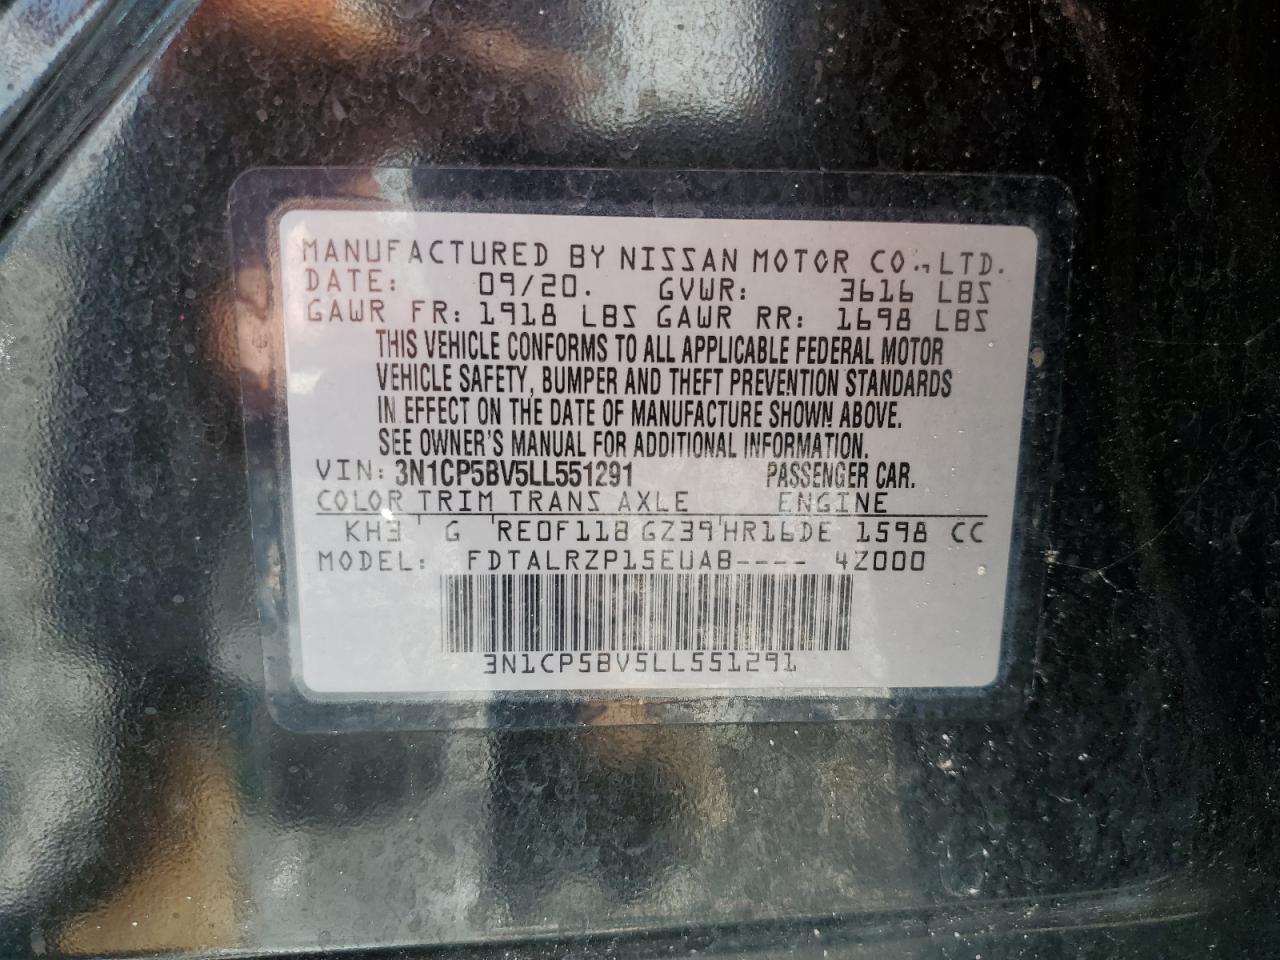 MANUFACTURED BY NISSAN MOTOR CO., LTD.
DATE: 09/20. GVWR: 3616 LBS
GAWR FR: 1918 LBS GAWR RR: 1698 LBS
THIS VEHICLE CONFORMS TO ALL APPLICABLE FEDERAL MOTOR
VEHICLE SAFETY, BUMPER AND THEFT PREVENTION STANDARDS
IN EFFECT ON THE DATE OF MANUFACTURE SHOWN ABOVE.
SEE OWNER'S MANUAL FOR ADDITIONAL INFORMATION.
VIN: 3N1CP5BV5LL551291 PASSENGER CAR.
COLOR TRIM TRANS AXLE ENGINE
KH3 ' G ' RE0F11B GZ39 ' HR16DE 1598 CC
MODEL: FDTALRZP15EUAB---- 4Z000
3N1CP5BV5LL551291